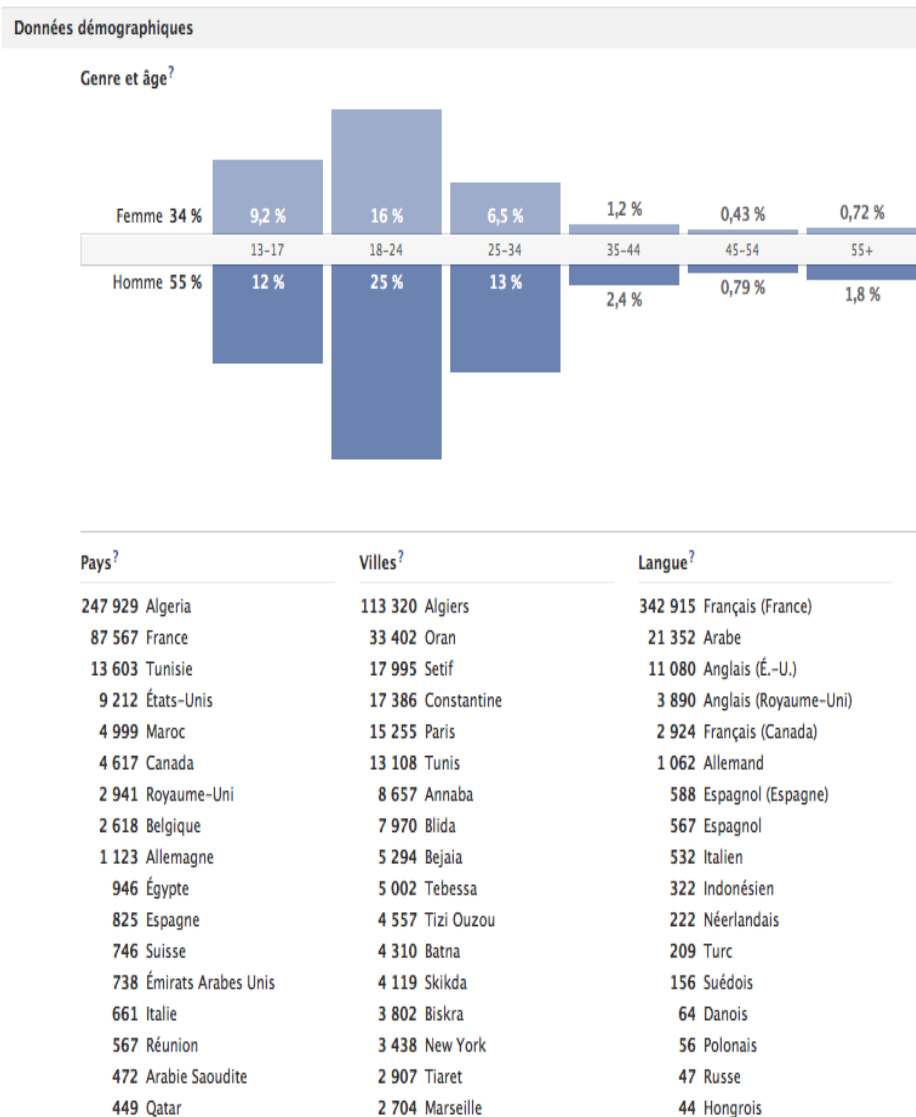 Données démographiques
Genre et âge?
Femme 34 % 9,2 % 16 % 6,5 % 1,2 % 0,43 % 0,72 %
13-17 18-24 25-34 35-44 45-54 55+
Homme 55 % 12 % 25 % 13 % 2,4 % 0,79 % 1,8 %
Pays? Villes? Langue?
247 929 Algeria 113 320 Algiers 342 915 Français (France)
87 567 France 33 402 Oran 21 352 Arabe
13 603 Tunisie 17 995 Setif 11 080 Anglais (É.-U.)
9 212 États-Unis 17 386 Constantine 3 890 Anglais (Royaume-Uni)
4 999 Maroc 15 255 Paris 2 924 Français (Canada)
4 617 Canada 13 108 Tunis 1 062 Allemand
2 941 Royaume-Uni 8 657 Annaba 588 Espagnol (Espagne)
2 618 Belgique 7 970 Blida 567 Espagnol
1 123 Allemagne 5 294 Bejaia 532 Italien
946 Égypte 5 002 Tebessa 322 Indonésien
825 Espagne 4 557 Tizi Ouzou 222 Néerlandais
746 Suisse 4 310 Batna 209 Turc
738 Émirats Arabes Unis 4 119 Skikda 156 Suédois
661 Italie 3 802 Biskra 64 Danois
567 Réunion 3 438 New York 56 Polonais
472 Arabie Saoudite 2 907 Tiaret 47 Russe
449 Qatar 2 704 Marseille 44 Hongrois